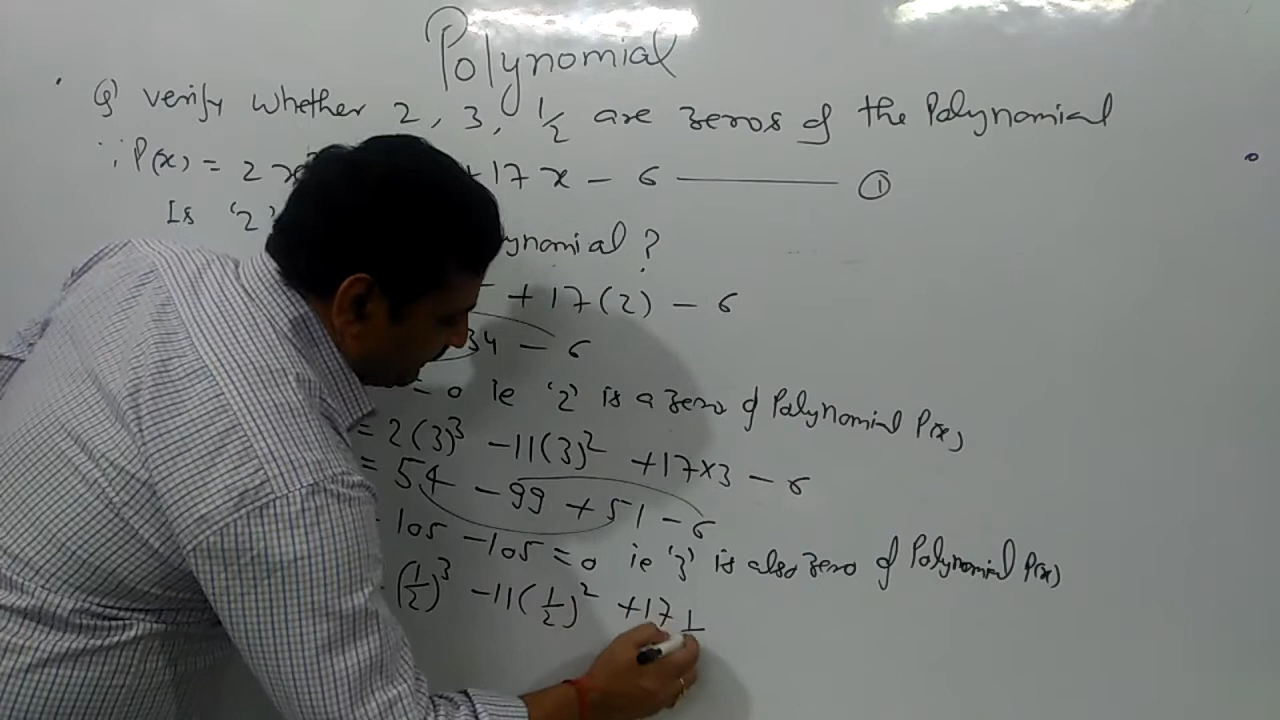 Polynomial
Q) verify whether 2, 3, 1/2 are zeros of the Polynomial
∵ P(x) = 2x +17x - 6 ——— ①
Is '2' ynomial ?
+ 17(2) - 6
34 - 6
= 0 ie '2' is a zero of Polynomial P(x)
= 2(3)³ -11(3)² +17×3 - 6
= 54 - 99 + 51 - 6
105 - 105 = 0 ie '3' is also zero of Polynomial P(x)
(1/2)³ -11(1/2)² +17 1